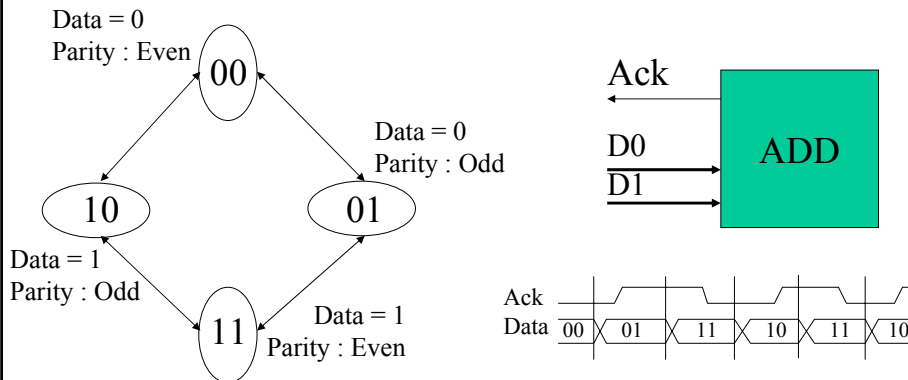 Data = 0
Parity : Even
00
Data = 0
Parity : Odd
10
01
Data = 1
Parity : Odd
11
Data = 1
Parity : Even
Ack
D0
D1
ADD
Ack
Data 00 01 11 10 11 10